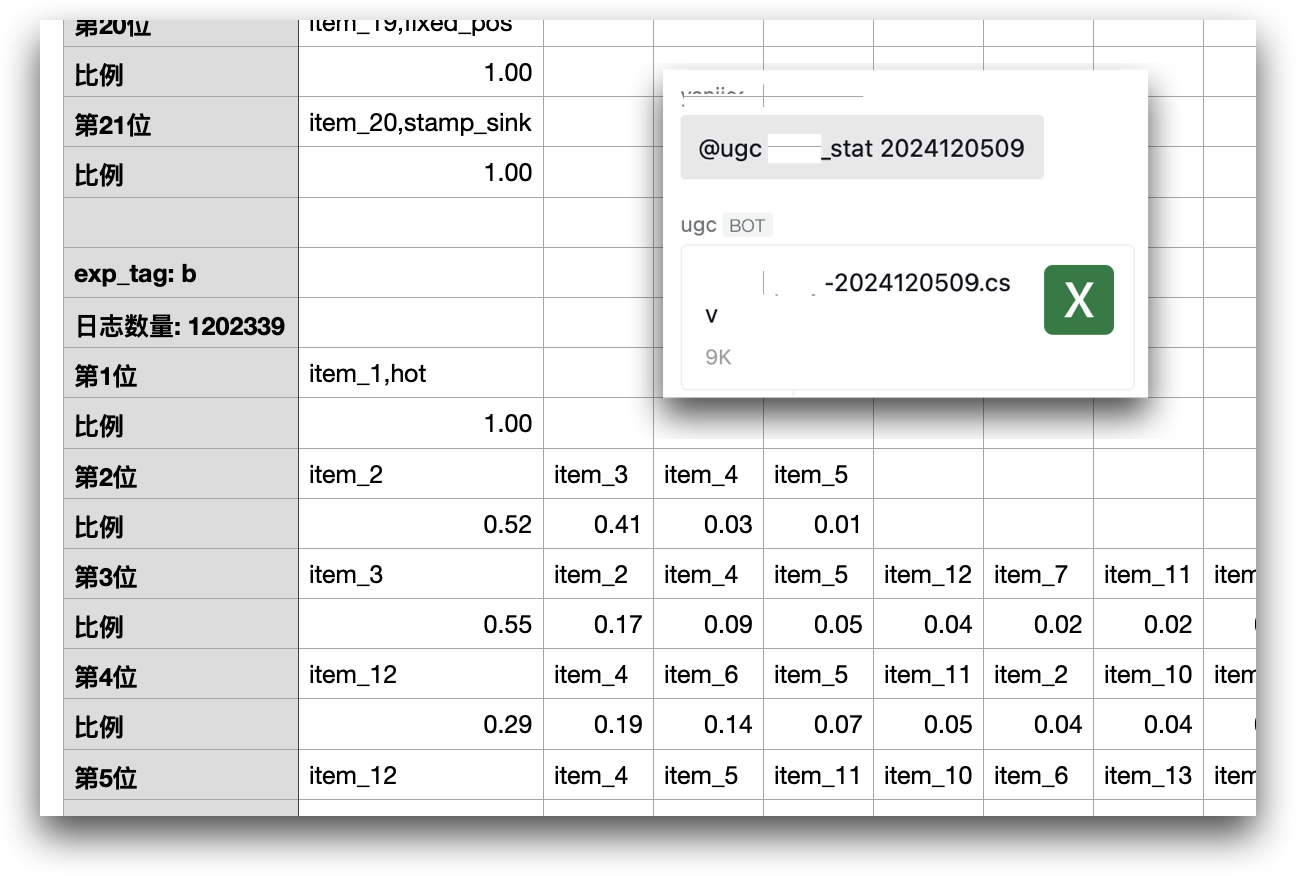 第20位 item_19,fixed_pos
比例 1.00
第21位 item_20,stamp_sink
比例 1.00
exp_tag: b
日志数量: 1202339
第1位 item_1,hot
比例 1.00
第2位 item_2 item_3 item_4 item_5
比例 0.52 0.41 0.03 0.01
第3位 item_3 item_2 item_4 item_5 item_12 item_7 item_11 item
比例 0.55 0.17 0.09 0.05 0.04 0.02 0.02
第4位 item_12 item_4 item_6 item_5 item_11 item_2 item_10 item
比例 0.29 0.19 0.14 0.07 0.05 0.04 0.04
第5位 item_12 item_4 item_5 item_11 item_10 item_6 item_13 item
@ugc _stat 2024120509
ugc BOT
-2024120509.cs
v
9K
X